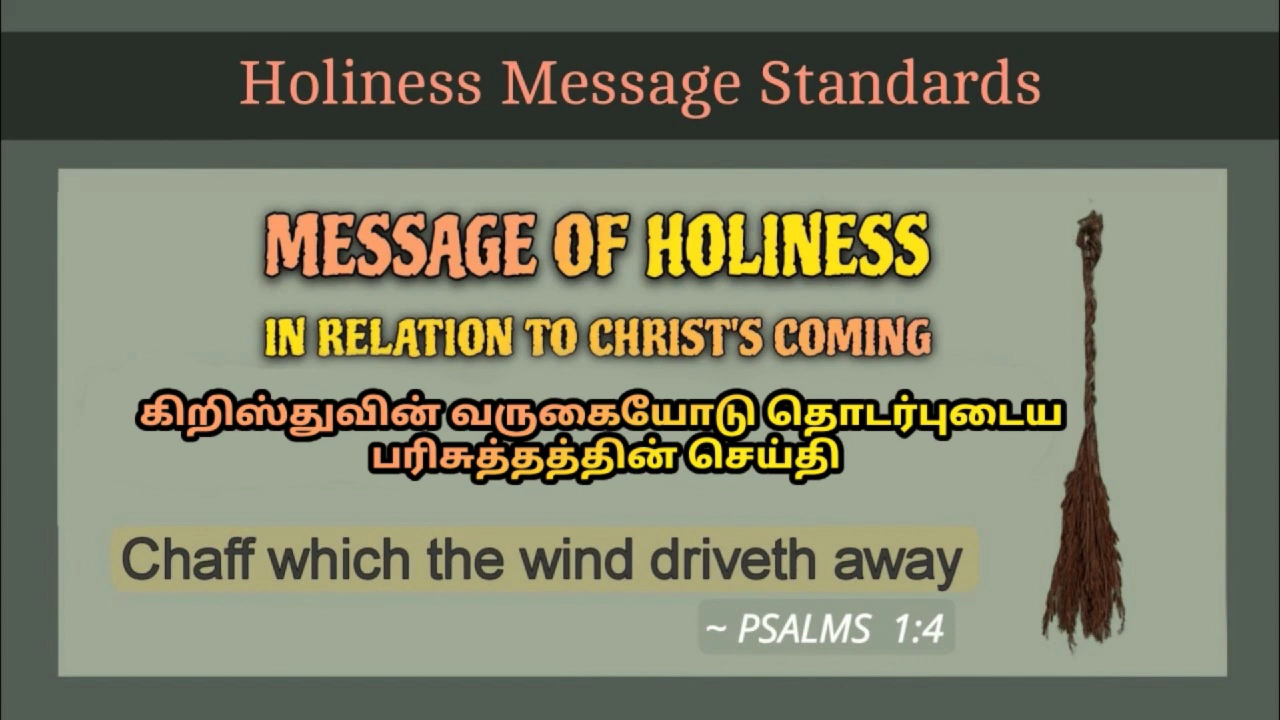 Holiness Message Standards
MESSAGE OF HOLINESS
IN RELATION TO CHRIST'S COMING
கிறிஸ்துவின் வருகையோடு தொடர்புடைய
பரிசுத்தத்தின் செய்தி
Chaff which the wind driveth away
~ PSALMS 1:4